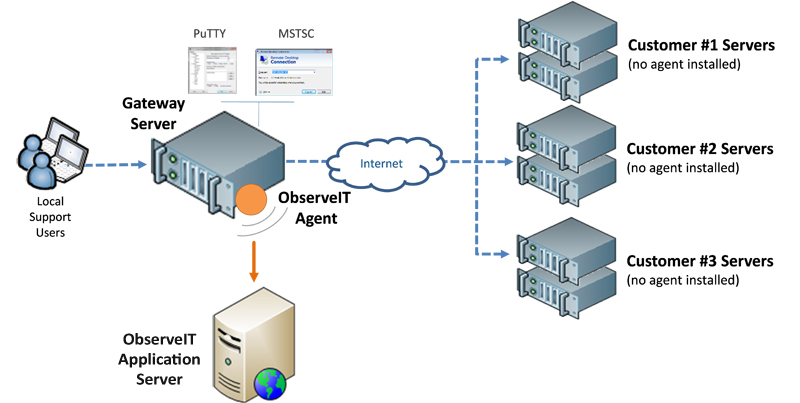 PuTTY
MSTSC
Remote Desktop
Connection
Gateway
Server
Local
Support
Users
ObserveIT
Agent
Internet
Customer #1 Servers
(no agent installed)
Customer #2 Servers
(no agent installed)
Customer #3 Servers
(no agent installed)
ObserveIT
Application
Server